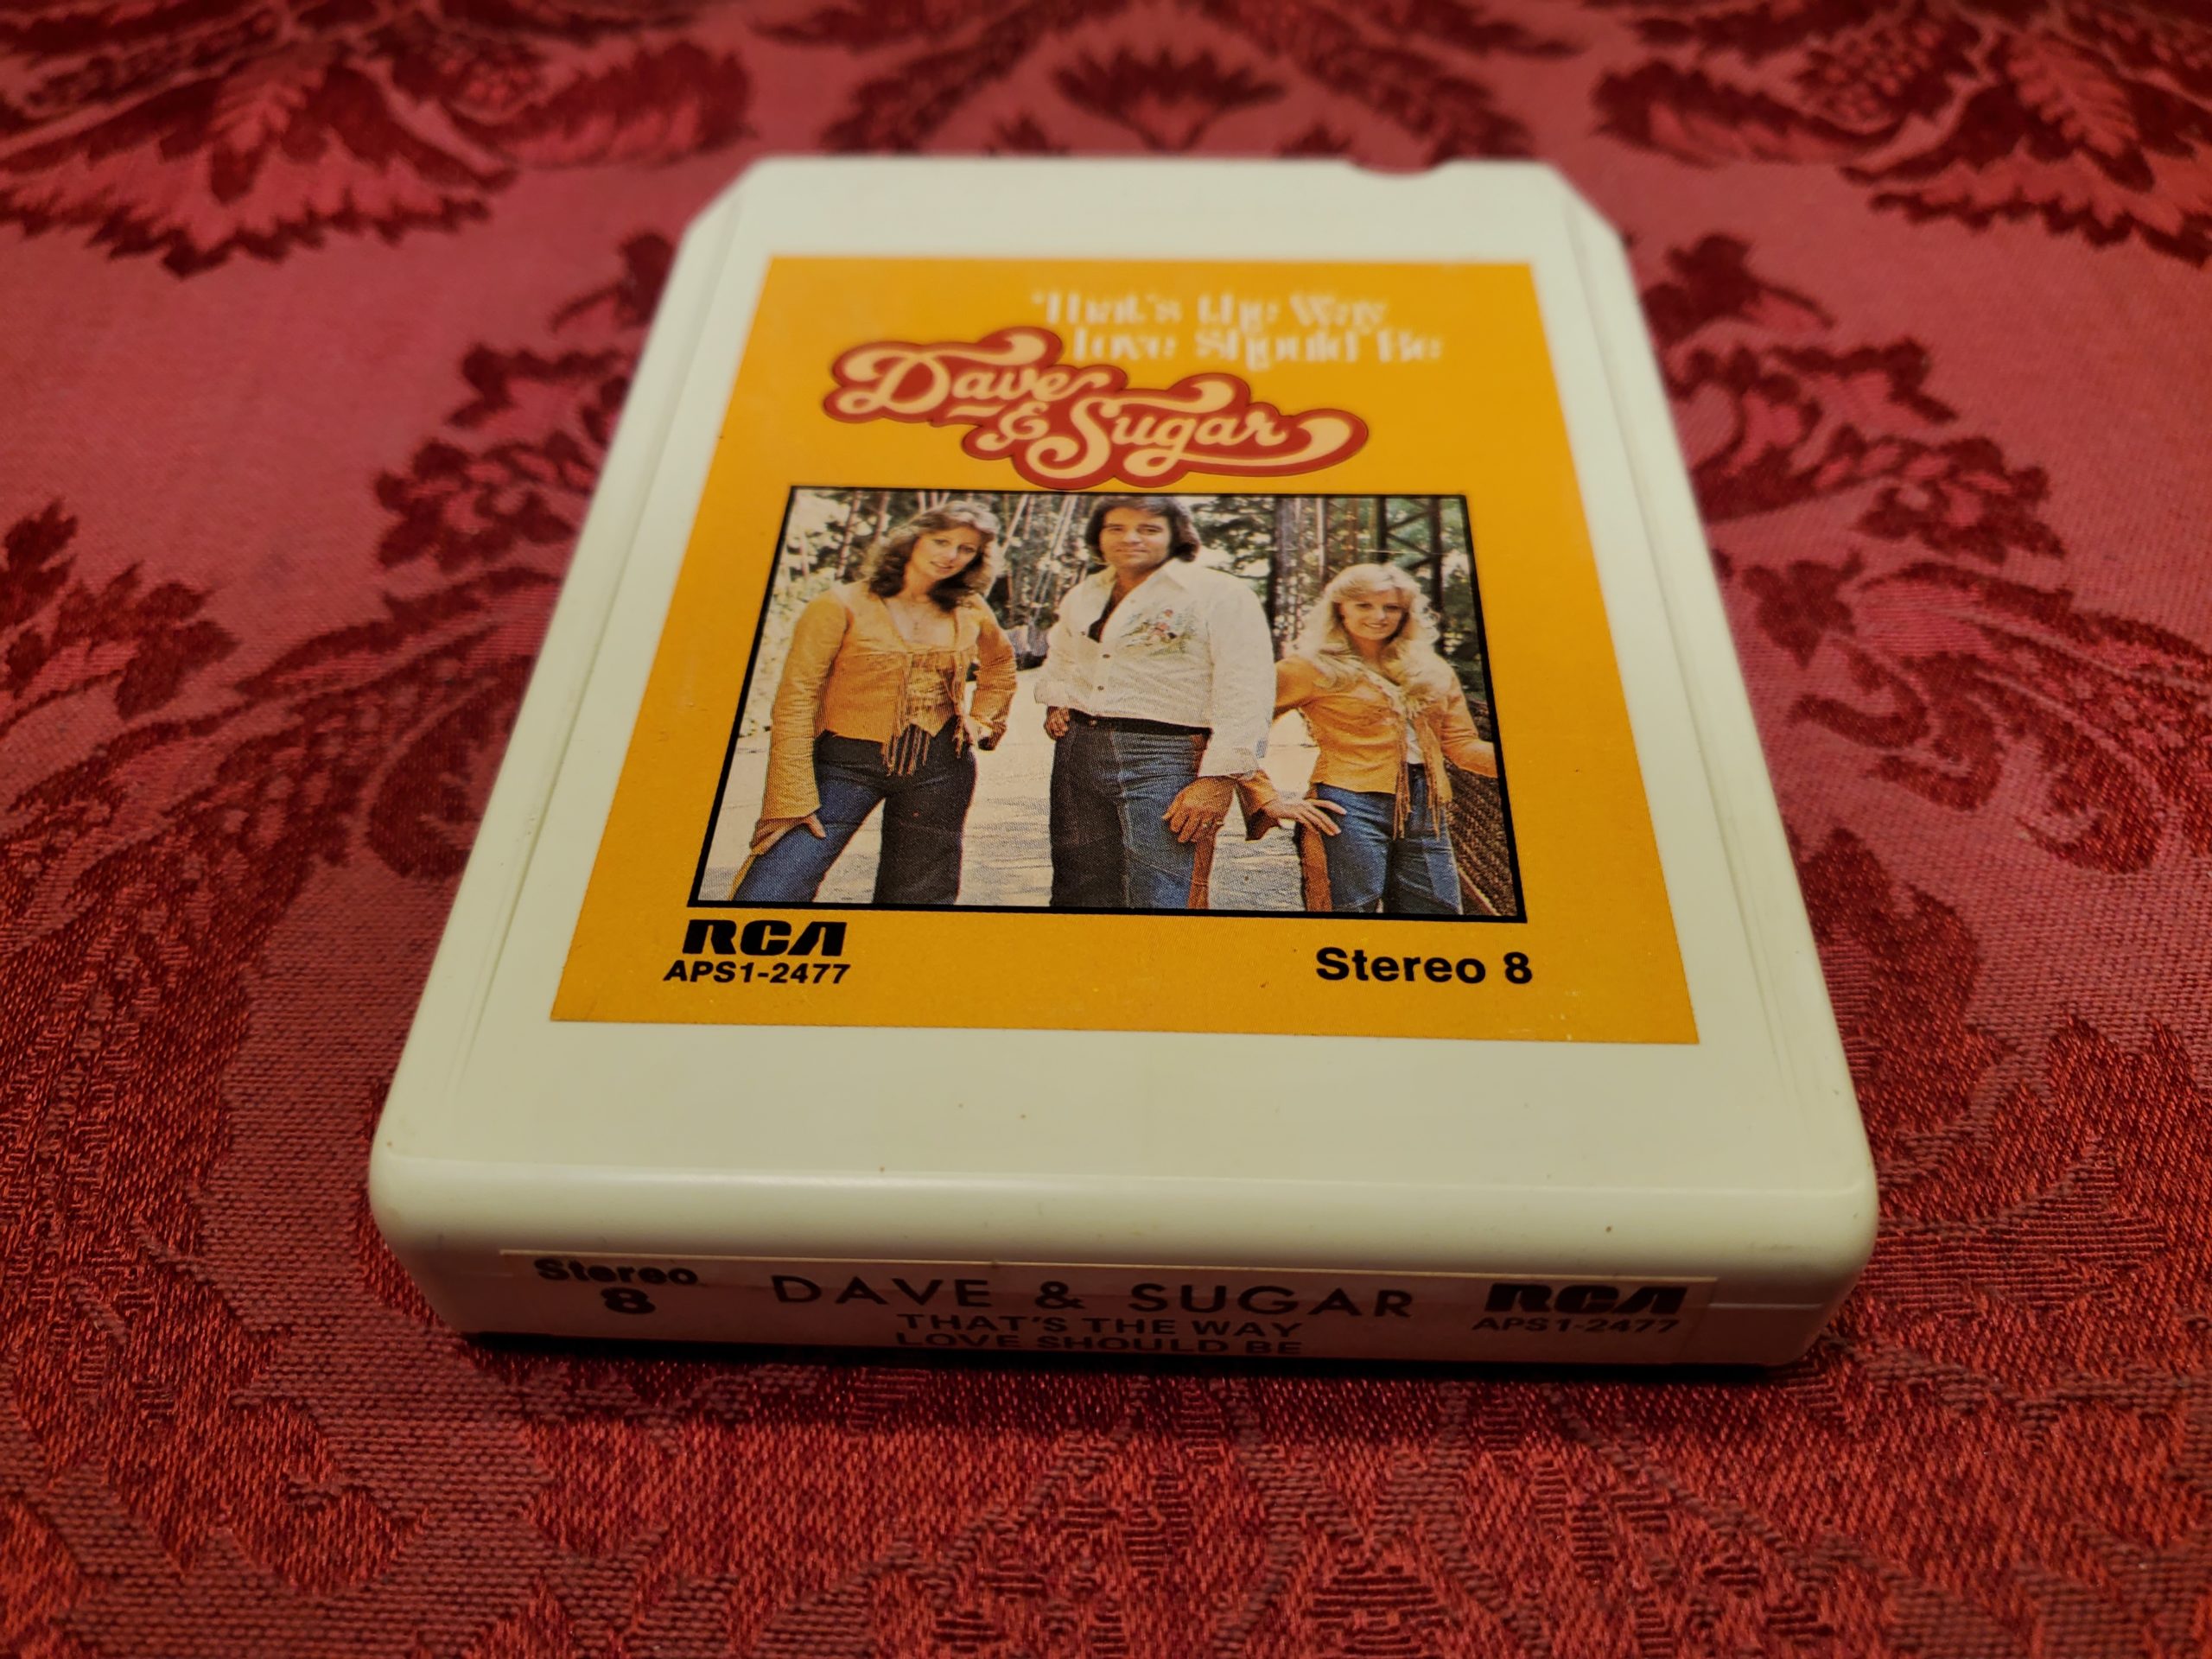 That's the Way
Love Should Be
Dave
& Sugar
RCA
APS1-2477
Stereo 8
Stereo
8
DAVE & SUGAR
THAT'S THE WAY
LOVE SHOULD BE
RCA
APS1-2477